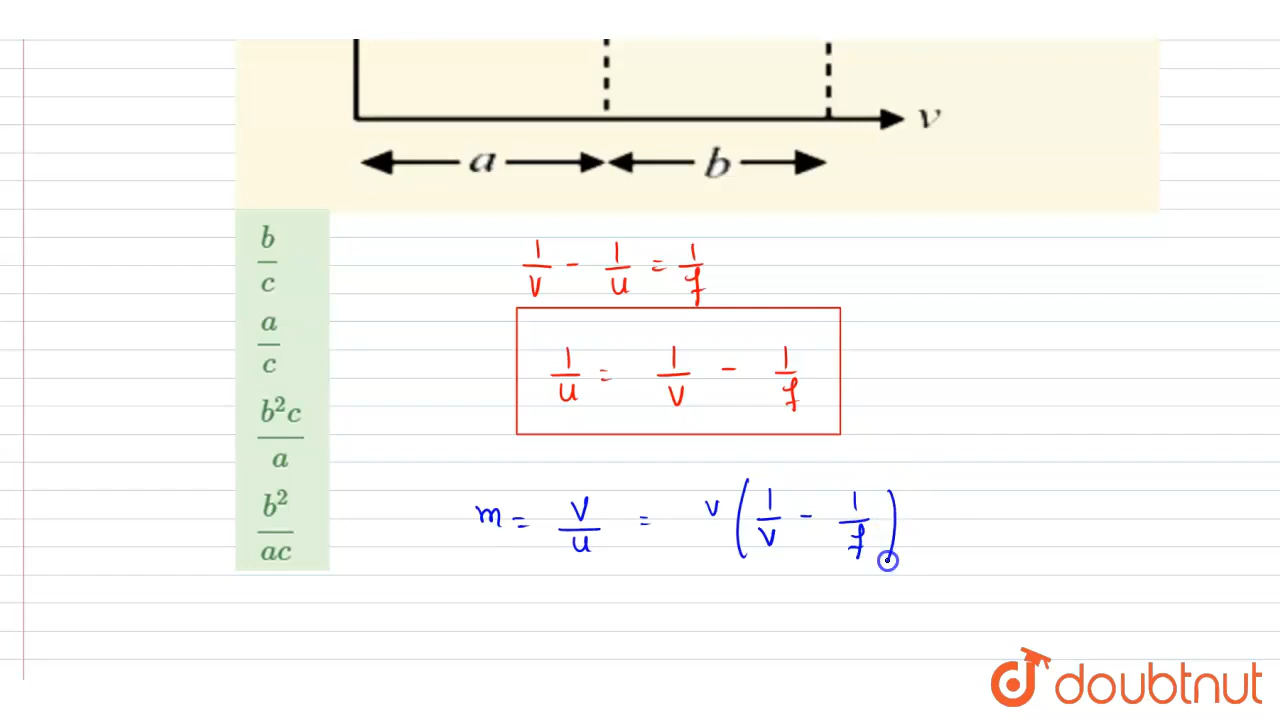 v
a b
b/c
a/c
b²c/a
b²/ac
1/v - 1/u = 1/f
1/u = 1/v - 1/f
m = v/u = v(1/v - 1/f)
doubtnut